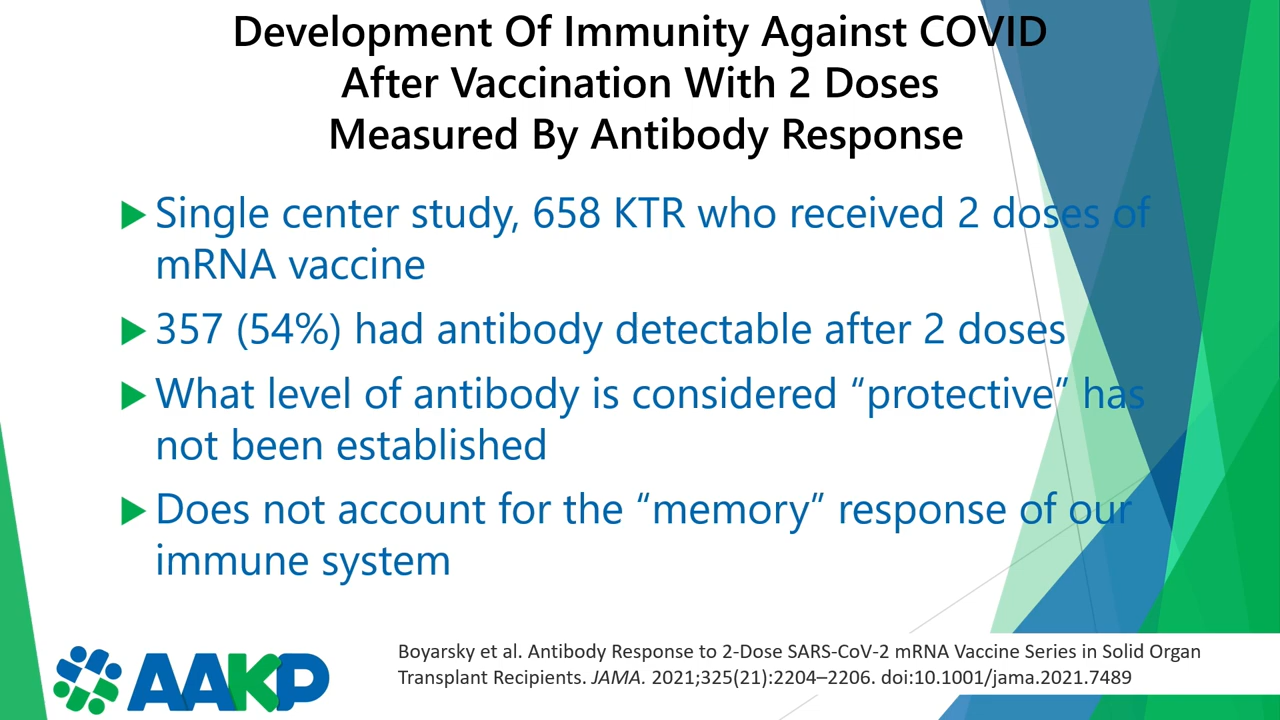 Development Of Immunity Against COVID
After Vaccination With 2 Doses
Measured By Antibody Response
Single center study, 658 KTR who received 2 doses of
mRNA vaccine
357 (54%) had antibody detectable after 2 doses
What level of antibody is considered “protective” has
not been established
Does not account for the “memory” response of our
immune system
Boyarsky et al. Antibody Response to 2-Dose SARS-CoV-2 mRNA Vaccine Series in Solid Organ
Transplant Recipients. JAMA. 2021;325(21):2204–2206. doi:10.1001/jama.2021.7489
AAKP